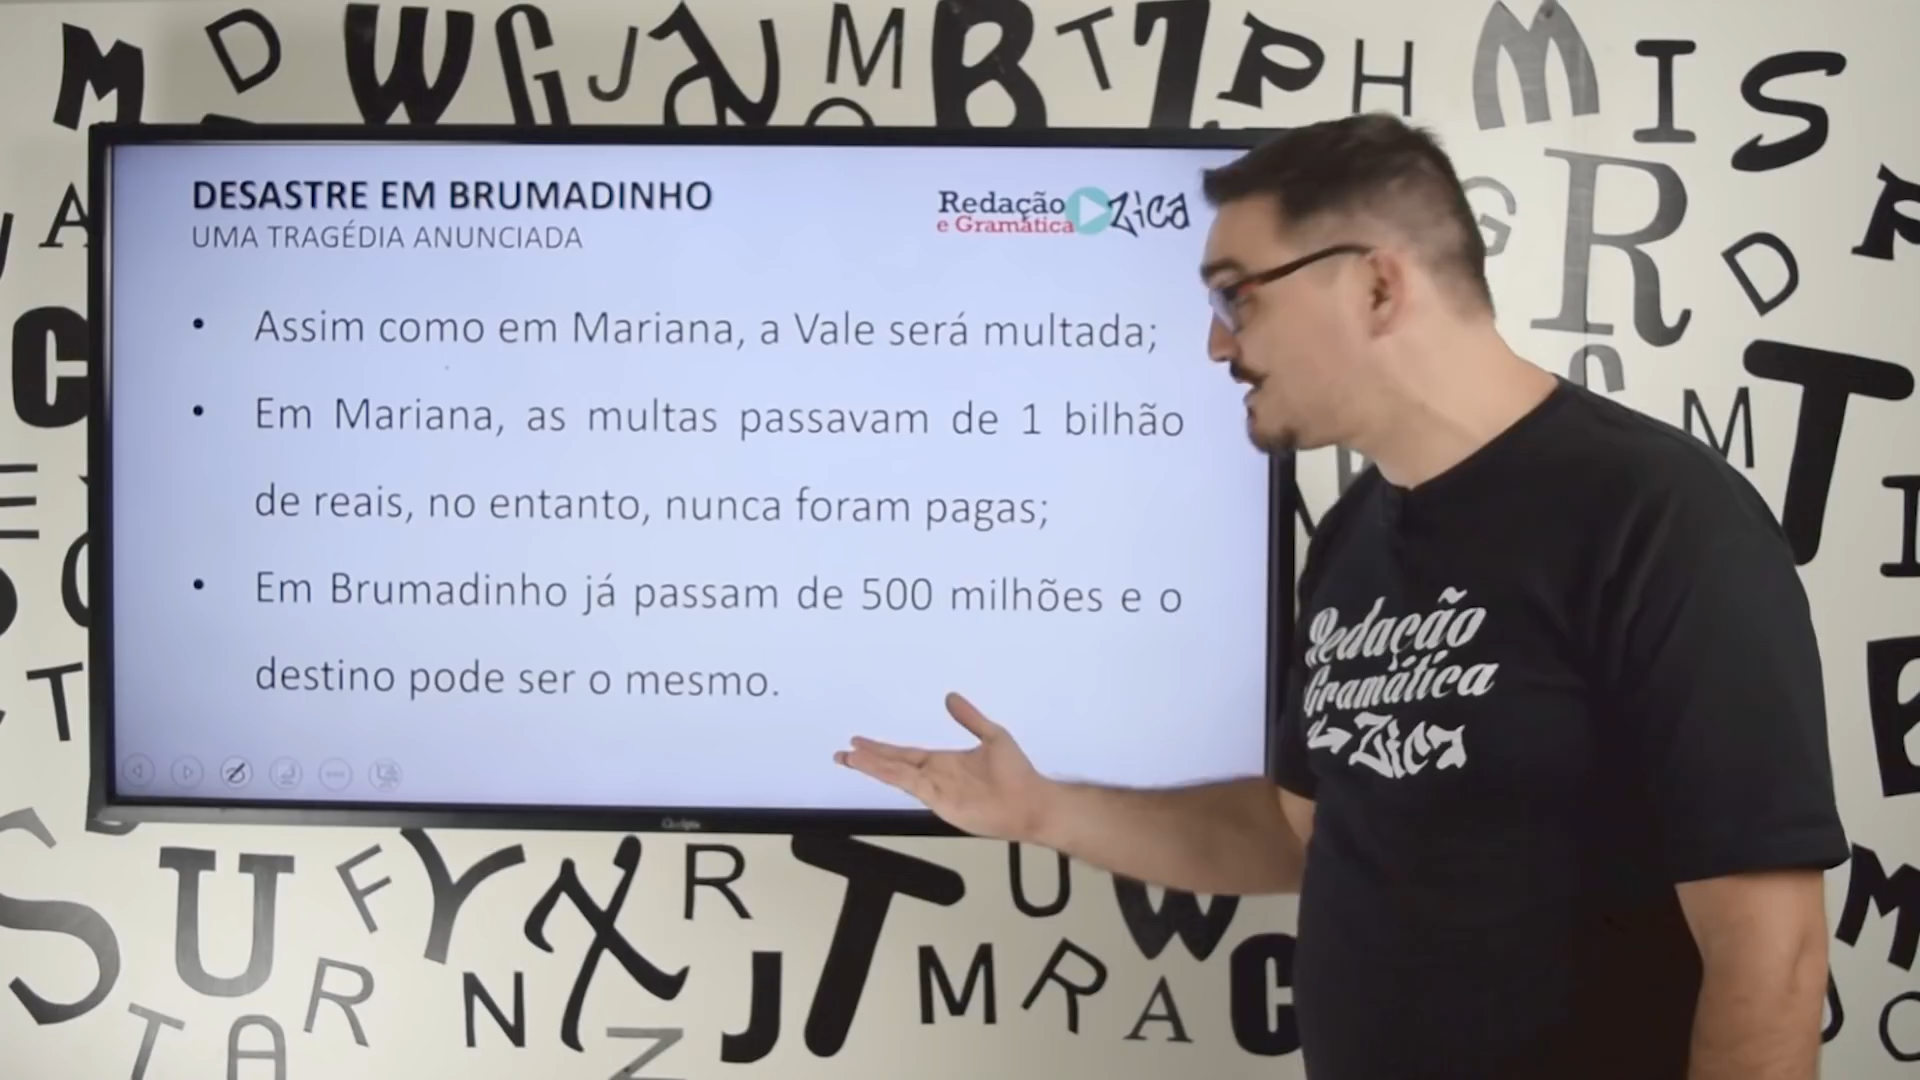 DESASTRE EM BRUMADINHO
UMA TRAGÉDIA ANUNCIADA
Redação
e Gramática
Zica
• Assim como em Mariana, a Vale será multada;
• Em Mariana, as multas passavam de 1 bilhão
de reais, no entanto, nunca foram pagas;
• Em Brumadinho já passam de 500 milhões e o
destino pode ser o mesmo.
Redação
Gramática
Zica